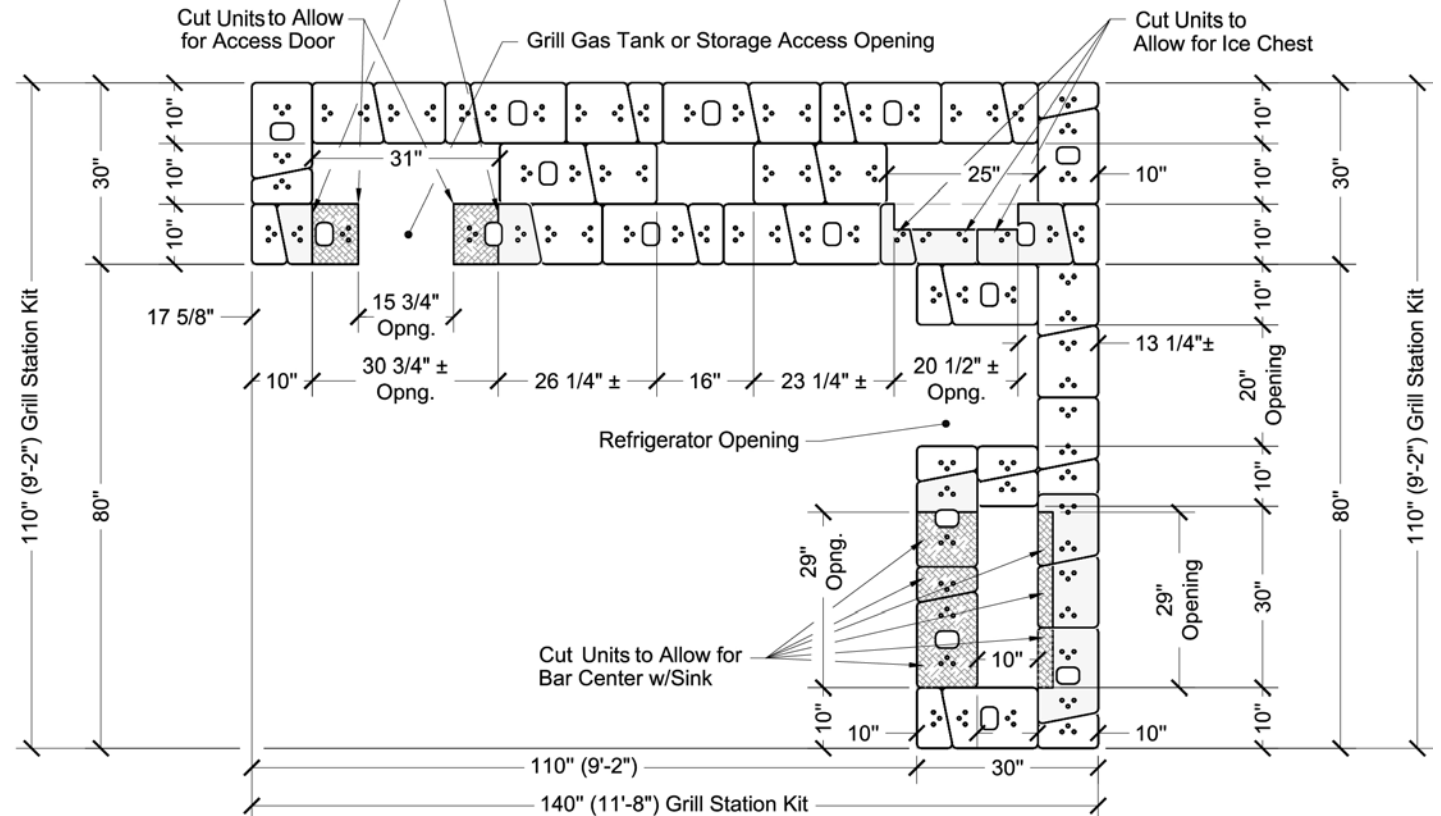 Cut Units to Allow
for Access Door
Grill Gas Tank or Storage Access Opening
Cut Units to
Allow for Ice Chest
110" (9'-2") Grill Station Kit
30"
80"
10"
10"
10"
31"
25"
10"
10"
10"
10"
30"
80"
110" (9'-2") Grill Station Kit
17 5/8"
15 3/4"
Opng.
10"
30 3/4" ±
Opng.
26 1/4" ±
16"
23 1/4" ±
20 1/2" ±
Opng.
13 1/4"±
10"
20"
Opening
Refrigerator Opening
10"
29"
Opng.
29"
Opening
30"
Cut Units to Allow for
Bar Center w/Sink
10"
10"
10"
10"
10"
110" (9'-2")
30"
140" (11'-8") Grill Station Kit